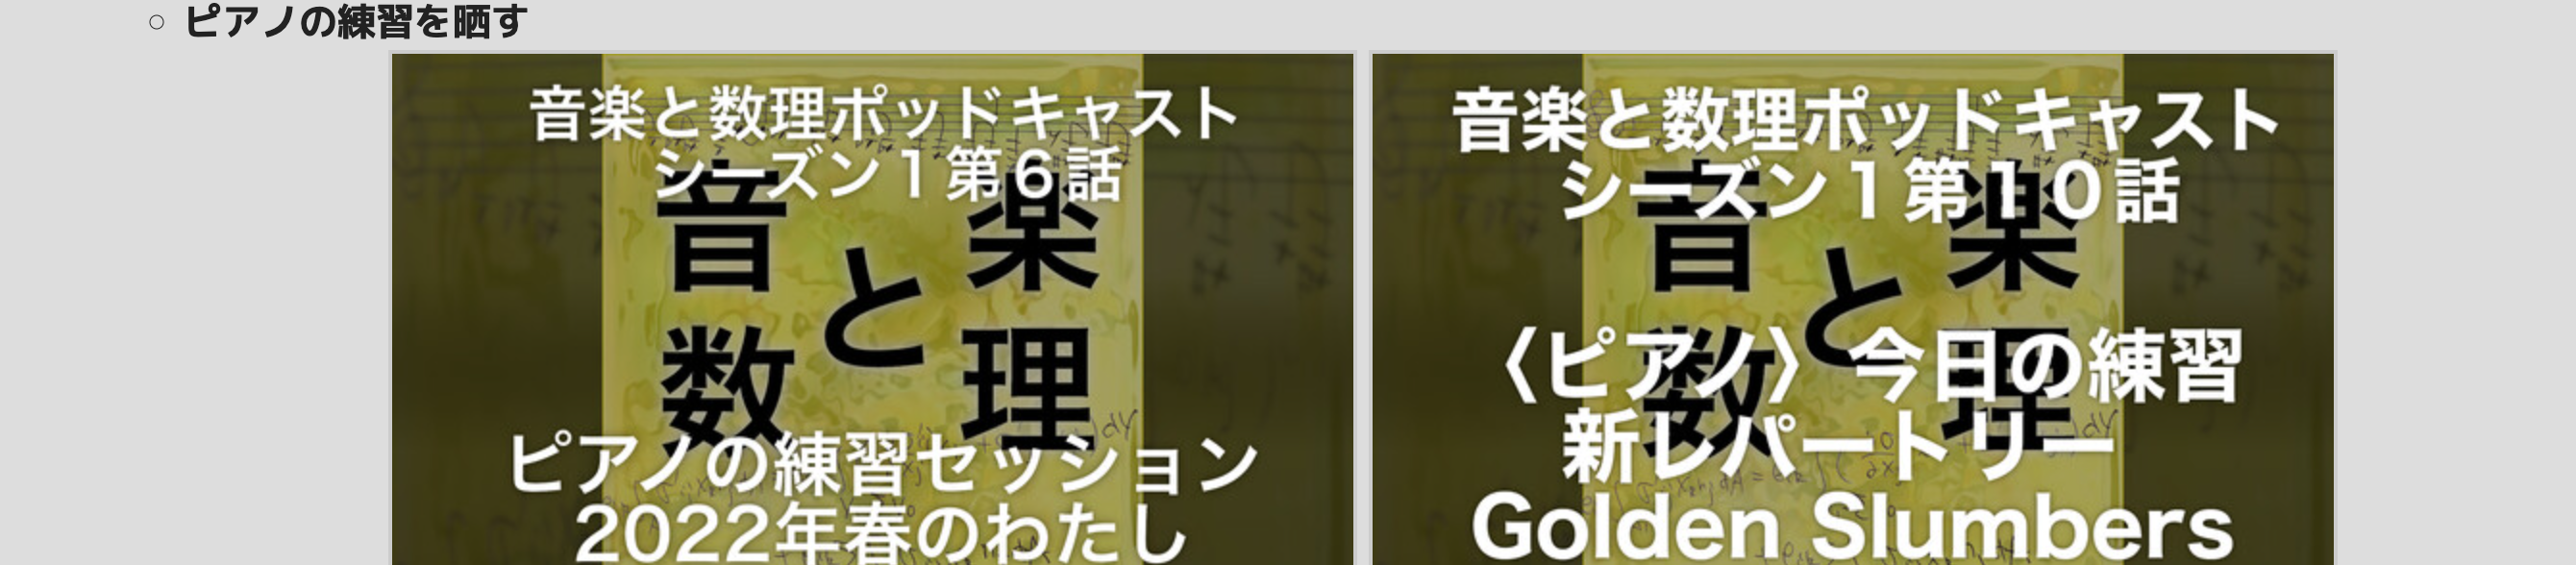 ピアノの練習を晒す
音楽と数理ポッドキャスト
シーズン1第6話
音楽
と
数理
ピアノの練習セッション
2022年春のわたし
音楽と数理ポッドキャスト
シーズン1第10話
音楽
と
数理
〈ピアノ〉今日の練習
新レパートリー
Golden Slumbers